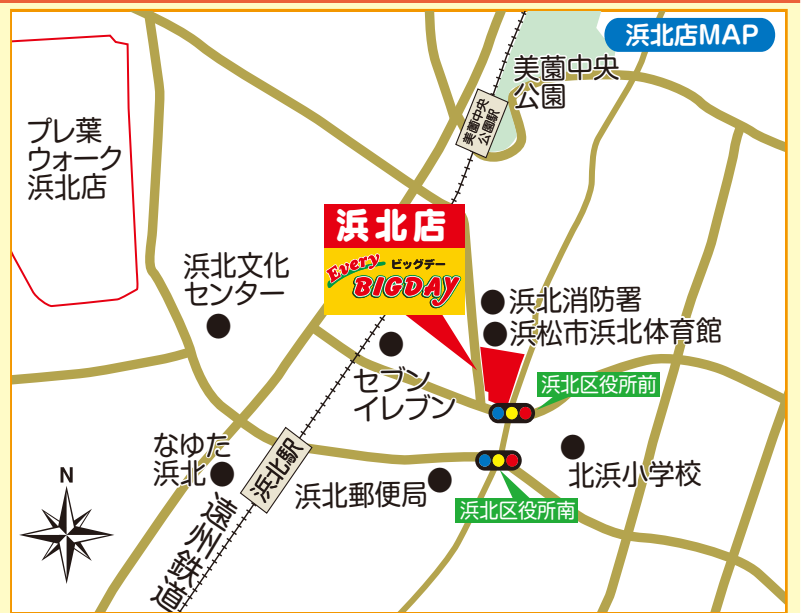 浜北店MAP
美薗中央
公園
美薗中央
公園駅
プレ葉
ウォーク
浜北店
浜北店
Every
ビッグデー
BIGDAY
浜北文化
センター
浜北消防署
浜松市浜北体育館
セブン
イレブン
浜北区役所前
なゆた
浜北
浜北駅
浜北郵便局
北浜小学校
浜北区役所南
遠州鉄道
N